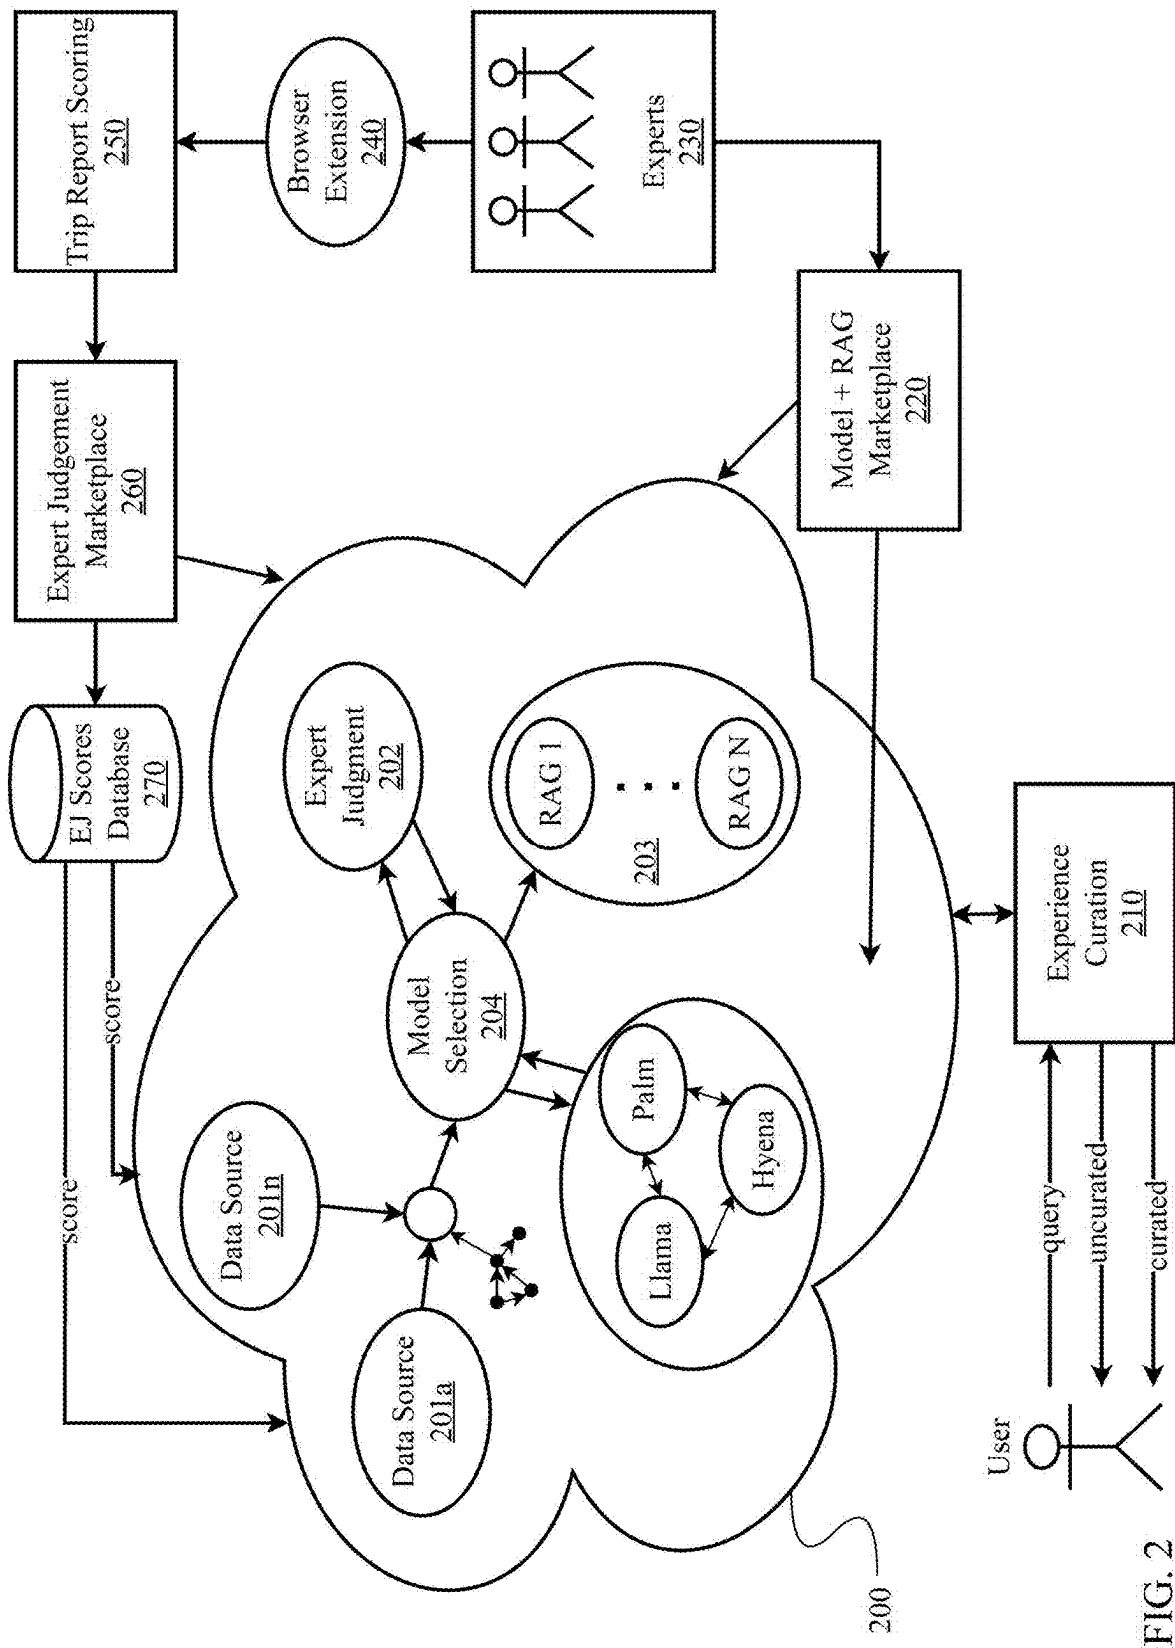 EJ Scores
Database
270
Expert Judgement
Marketplace
260
Trip Report Scoring
250
score
score
Data Source
201n
Expert
Judgment
202
Browser
Extension
240
Data Source
201a
Model
Selection
204
RAG 1
RAG N
203
Experts
230
Llama
Palm
Hyena
Model + RAG
Marketplace
220
200
User
query
uncurated
curated
Experience
Curation
210
FIG. 2